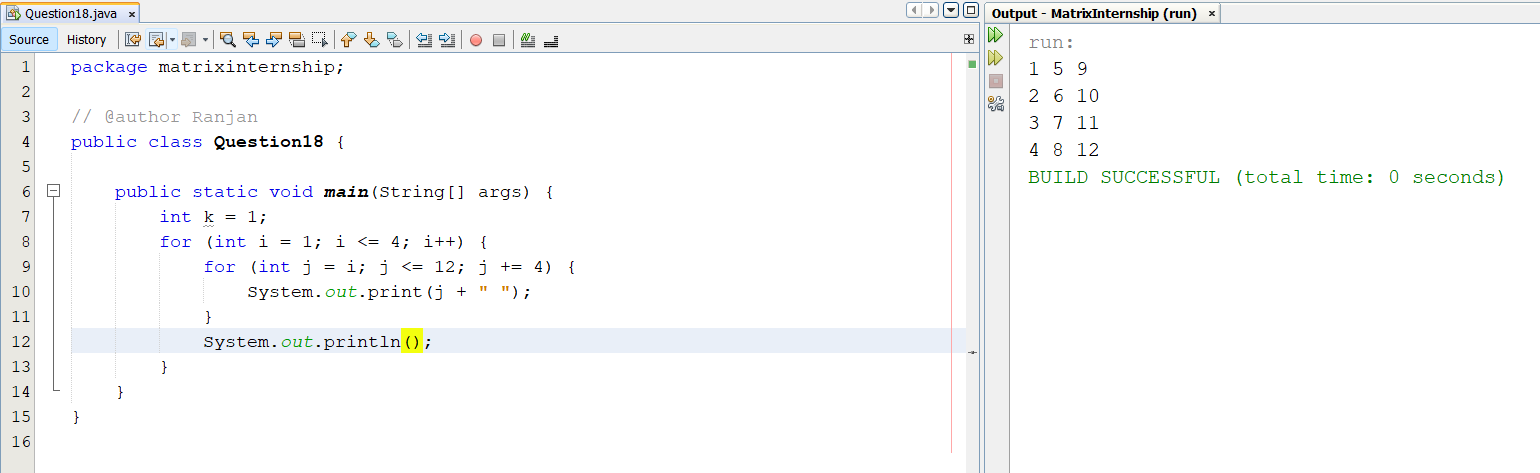 Question18.java ×
Source History
1 package matrixinternship;
2
3 // @author Ranjan
4 public class Question18 {
5
6     public static void main(String[] args) {
7         int k = 1;
8         for (int i = 1; i <= 4; i++) {
9             for (int j = i; j <= 12; j += 4) {
10                 System.out.print(j + " ");
11             }
12             System.out.println();
13         }
14     }
15 }
16
Output - MatrixInternship (run) ×
run:
1 5 9
2 6 10
3 7 11
4 8 12
BUILD SUCCESSFUL (total time: 0 seconds)